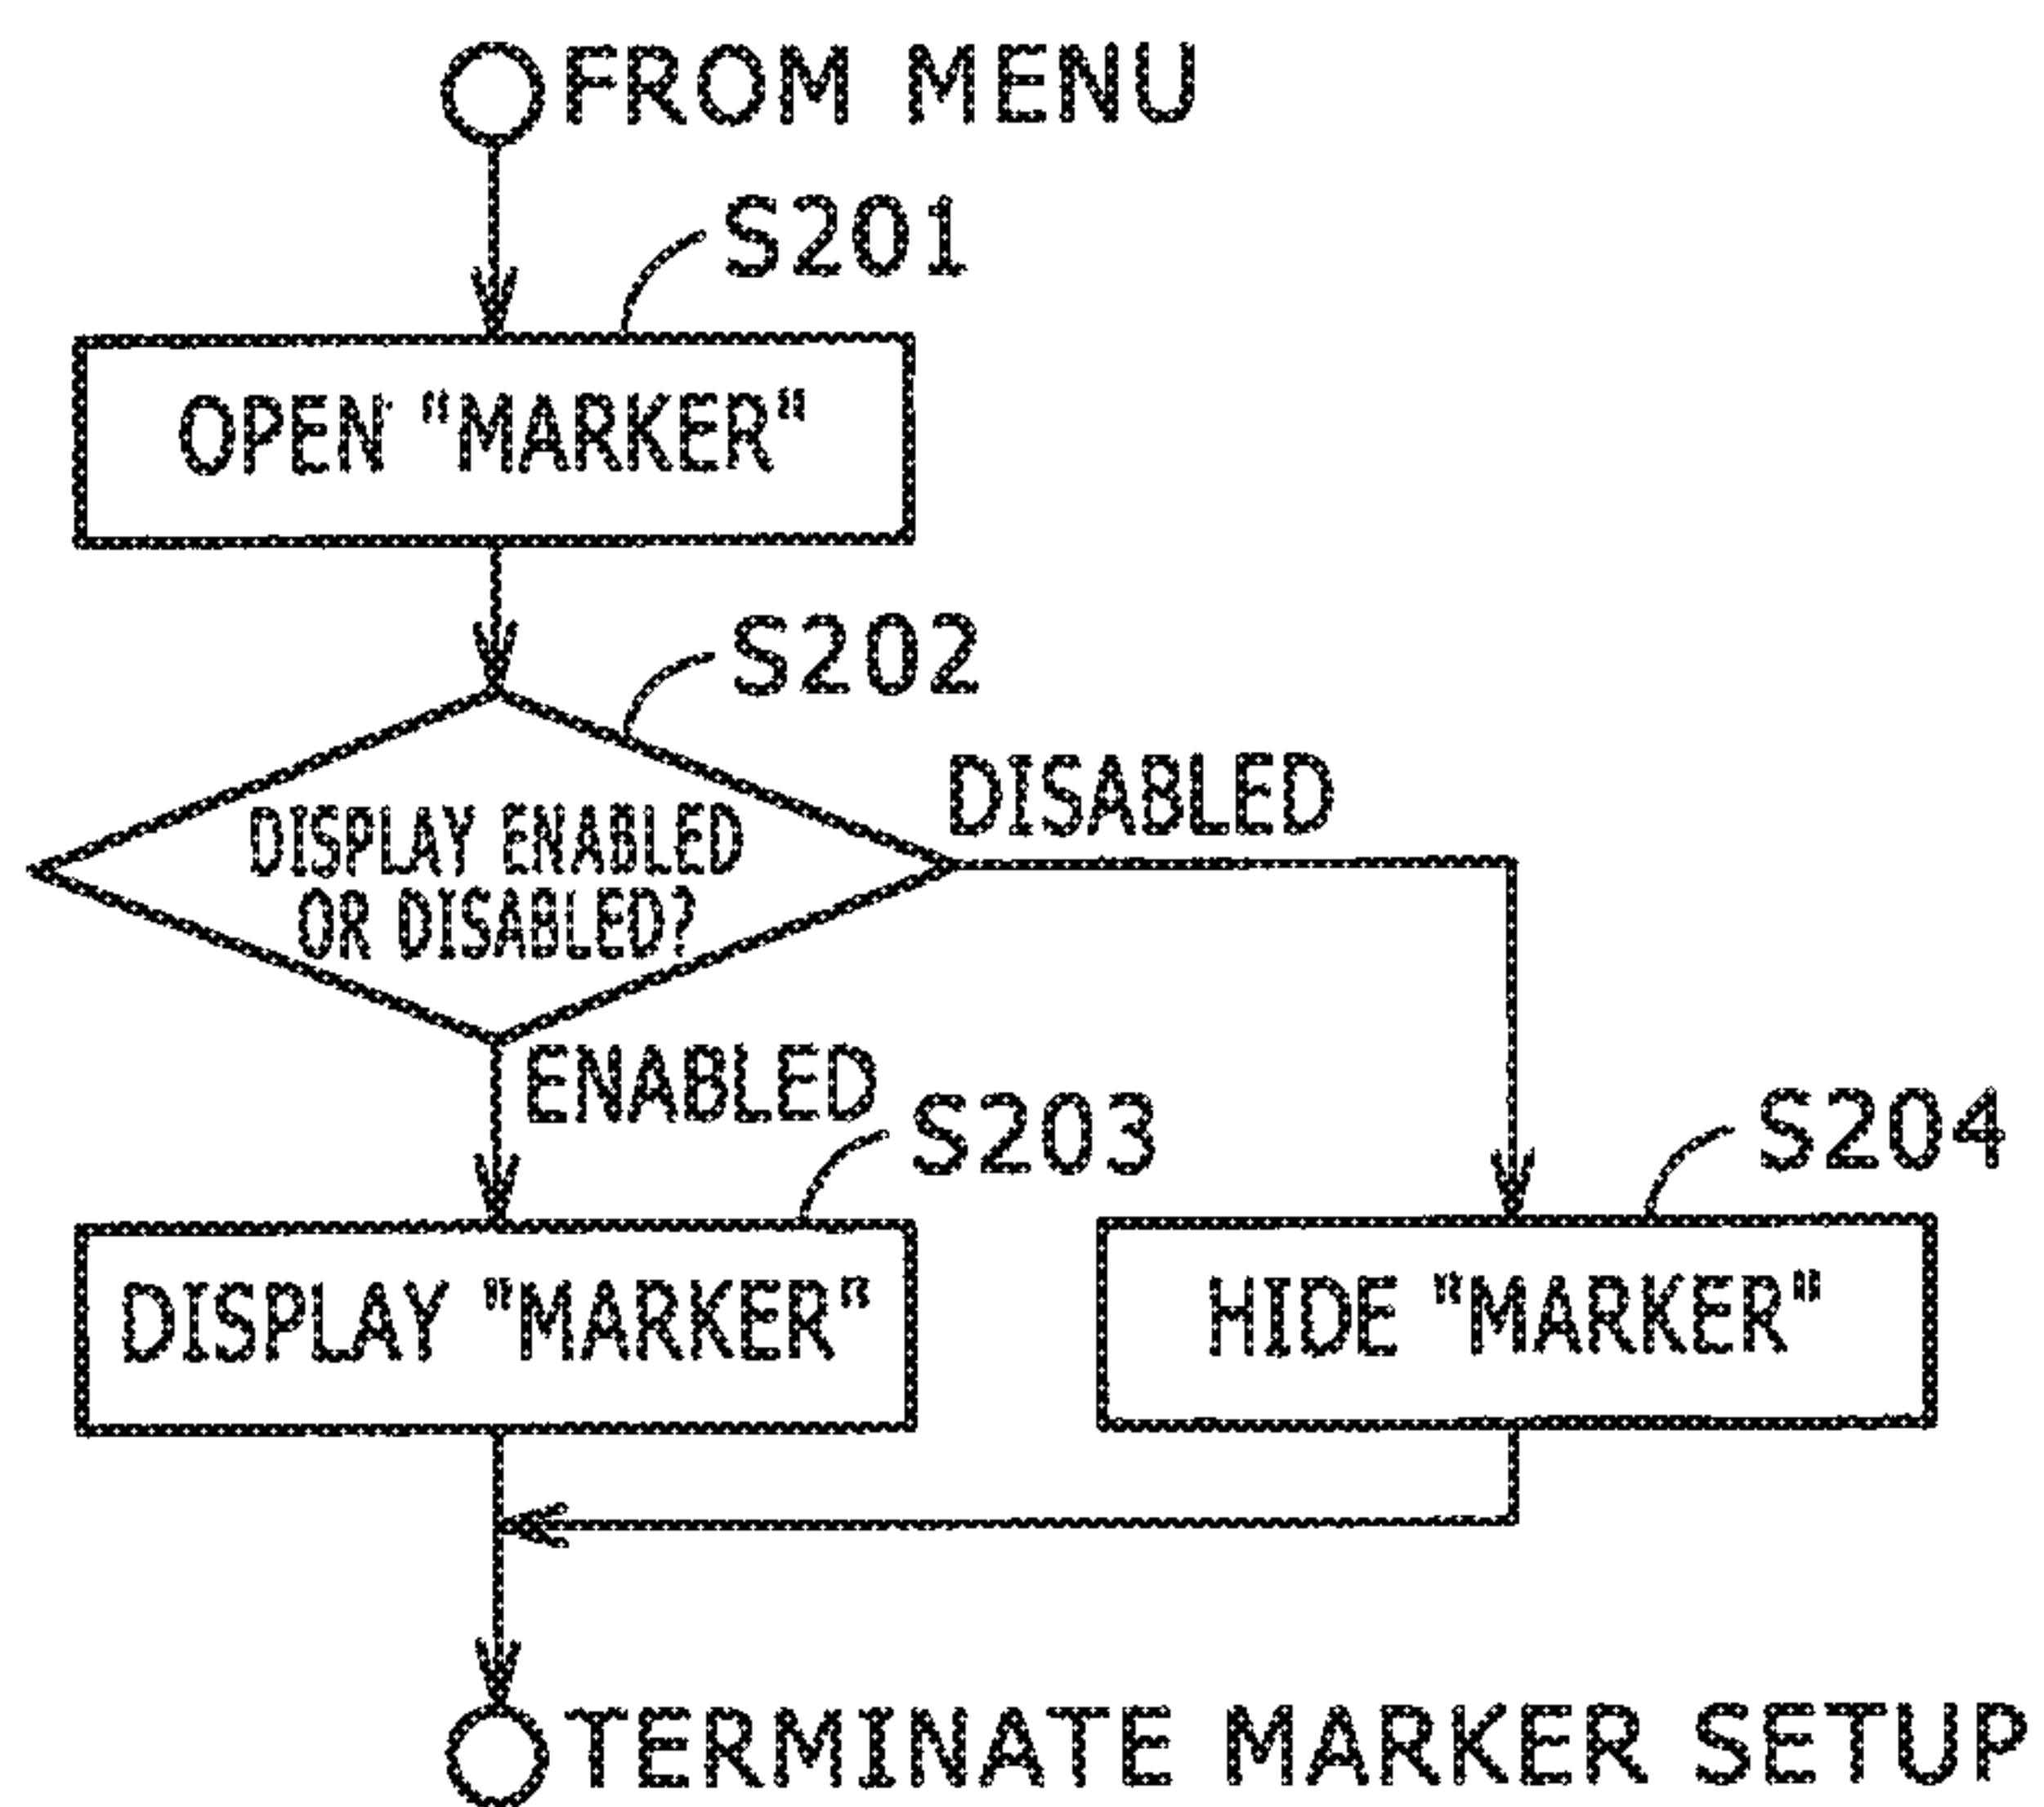 FROM MENU
S201
OPEN "MARKER"
S202
DISPLAY ENABLED
OR DISABLED?
DISABLED
ENABLED
S203
S204
DISPLAY "MARKER"
HIDE "MARKER"
TERMINATE MARKER SETUP